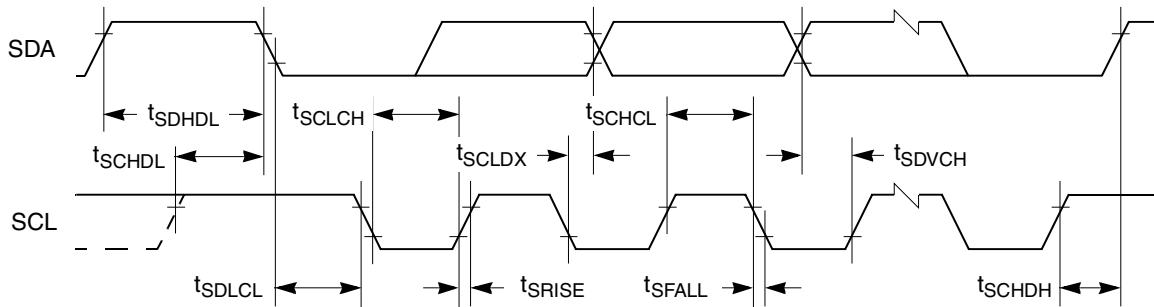 SDA
tSDHDL
tSCLCH
tSCHCL
tSCHDL
tSCLDX
tSDVCH
SCL
tSDLCL
tSRISE
tSFALL
tSCHDH